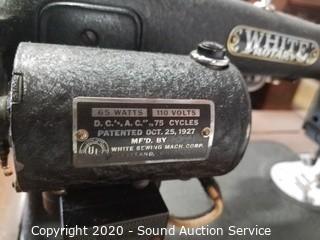 WHITE
ROTARY
65 WATTS 110 VOLTS
D.C. A.C. 75 CYCLES
PATENTED OCT. 25, 1927
MF'D. BY
WHITE SEWING MACH. CORP.
UL
Copyright © 2020 - Sound Auction Service